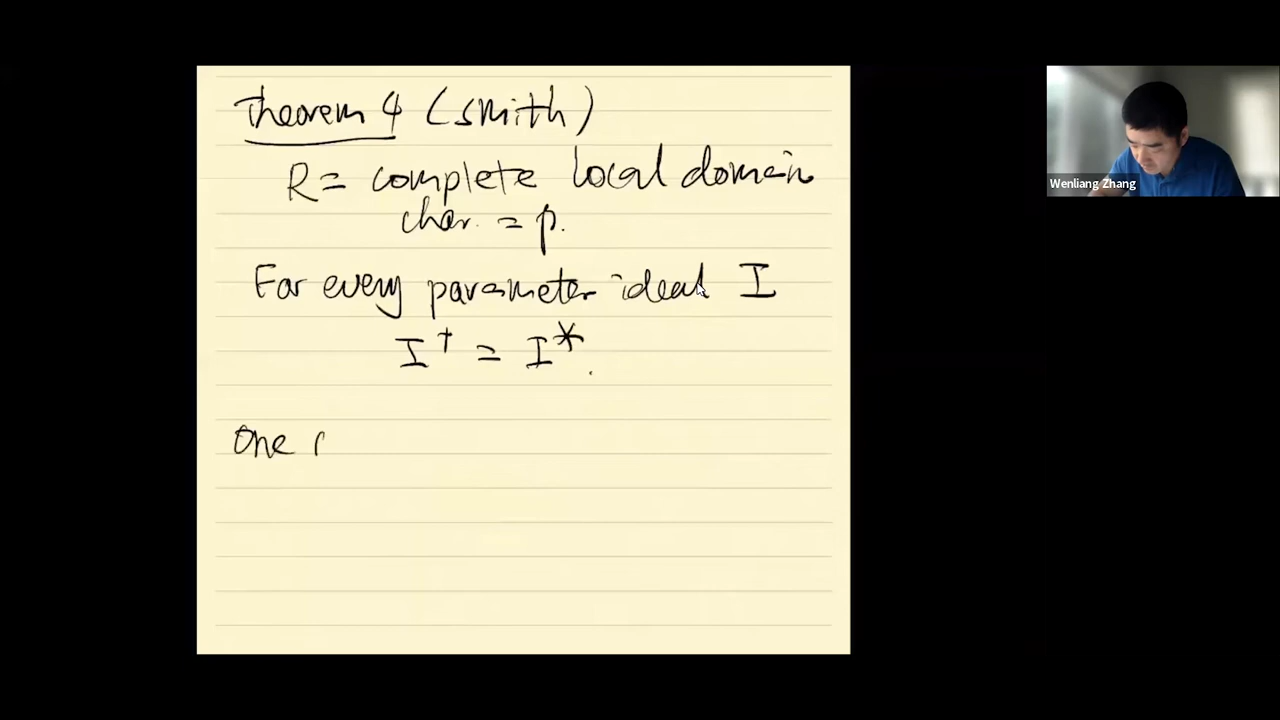 Theorem 4 (Smith)
R = complete local domain
char. = p.
For every parameter ideal I
I⁺ = I*.
One
Wenliang Zhang